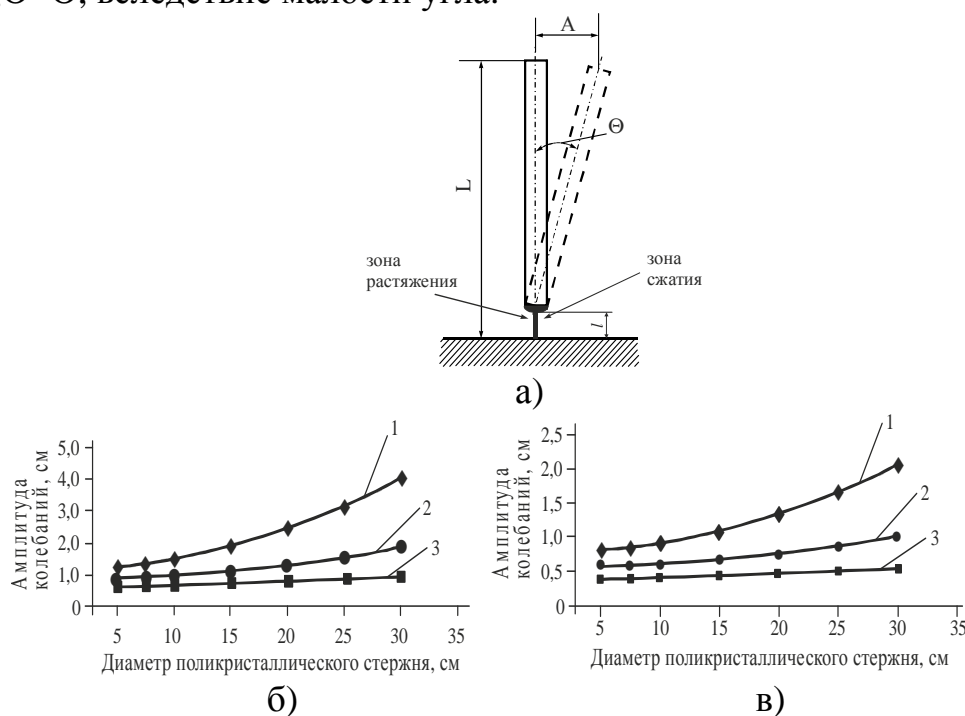 Θ, вследствие малости угла.
A
Θ
L
зона
растяжения
зона
сжатия
l
а)
Амплитуда
колебаний, см
5,0
4,0
3,0
2,0
1,0
0
5 10 15 20 25 30 35
1
2
3
Диаметр поликристаллического стержня, см
б)
Амплитуда
колебаний, см
2,5
2,0
1,5
1,0
0,5
0
5 10 15 20 25 30 35
1
2
3
Диаметр поликристаллического стержня, см
в)